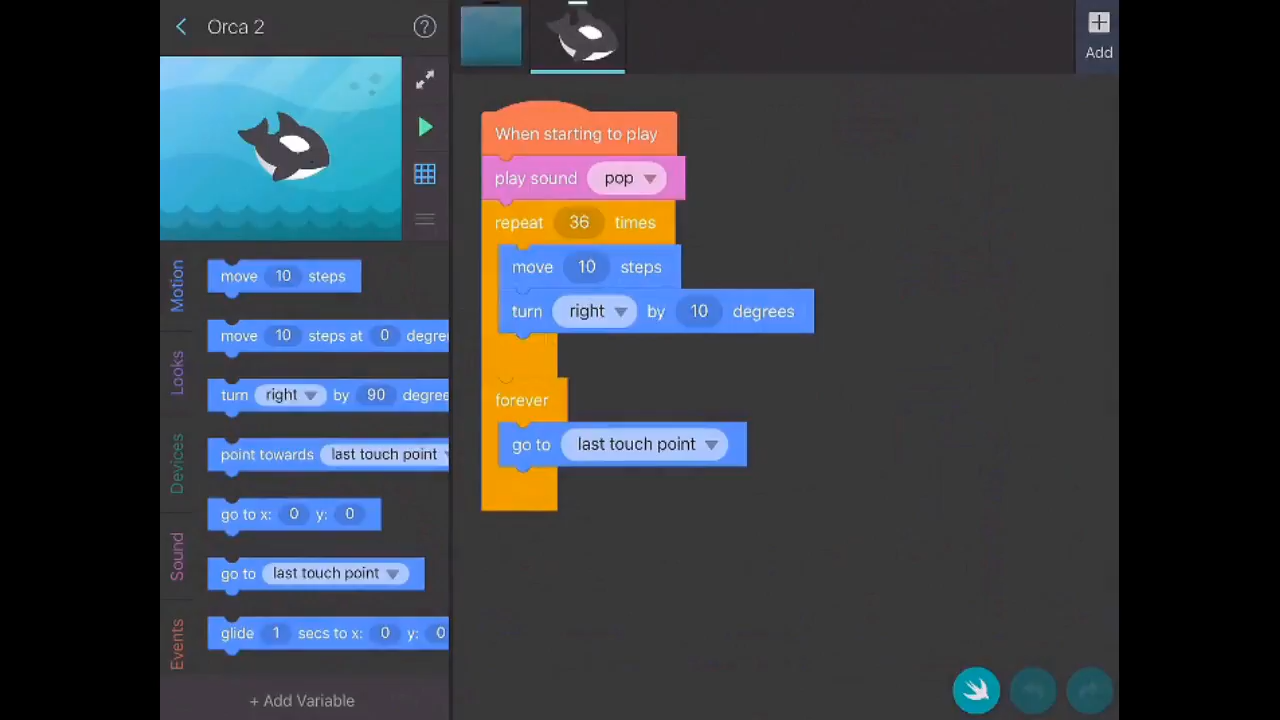 Orca 2
?
Add
When starting to play
play sound pop
repeat 36 times
move 10 steps
turn right by 10 degrees
forever
go to last touch point
Motion
Looks
Devices
Sound
Events
move 10 steps
move 10 steps at 0 degre
turn right by 90 degree
point towards last touch point
go to x: 0 y: 0
go to last touch point
glide 1 secs to x: 0 y: 0
+ Add Variable